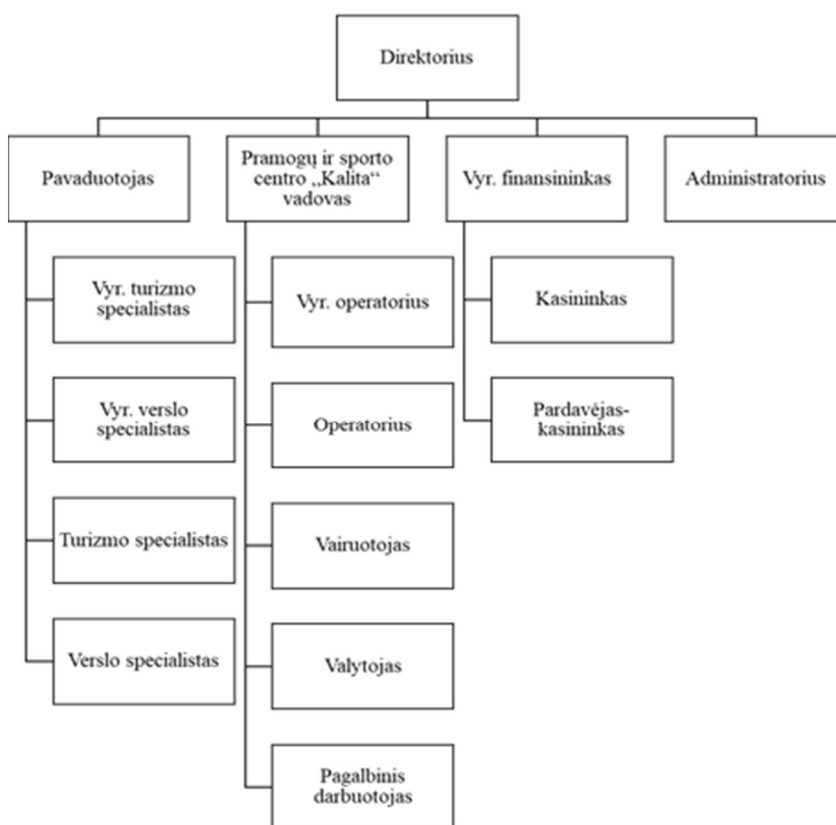 Direktorius
Pavaduotojas
Pramogų ir sporto
centro „Kalita“
vadovas
Vyr. finansininkas
Administratorius
Vyr. turizmo
specialistas
Vyr. verslo
specialistas
Turizmo specialistas
Verslo specialistas
Vyr. operatorius
Operatorius
Vairuotojas
Valytojas
Pagalbinis
darbuotojas
Kasininkas
Pardavėjas-
kasininkas